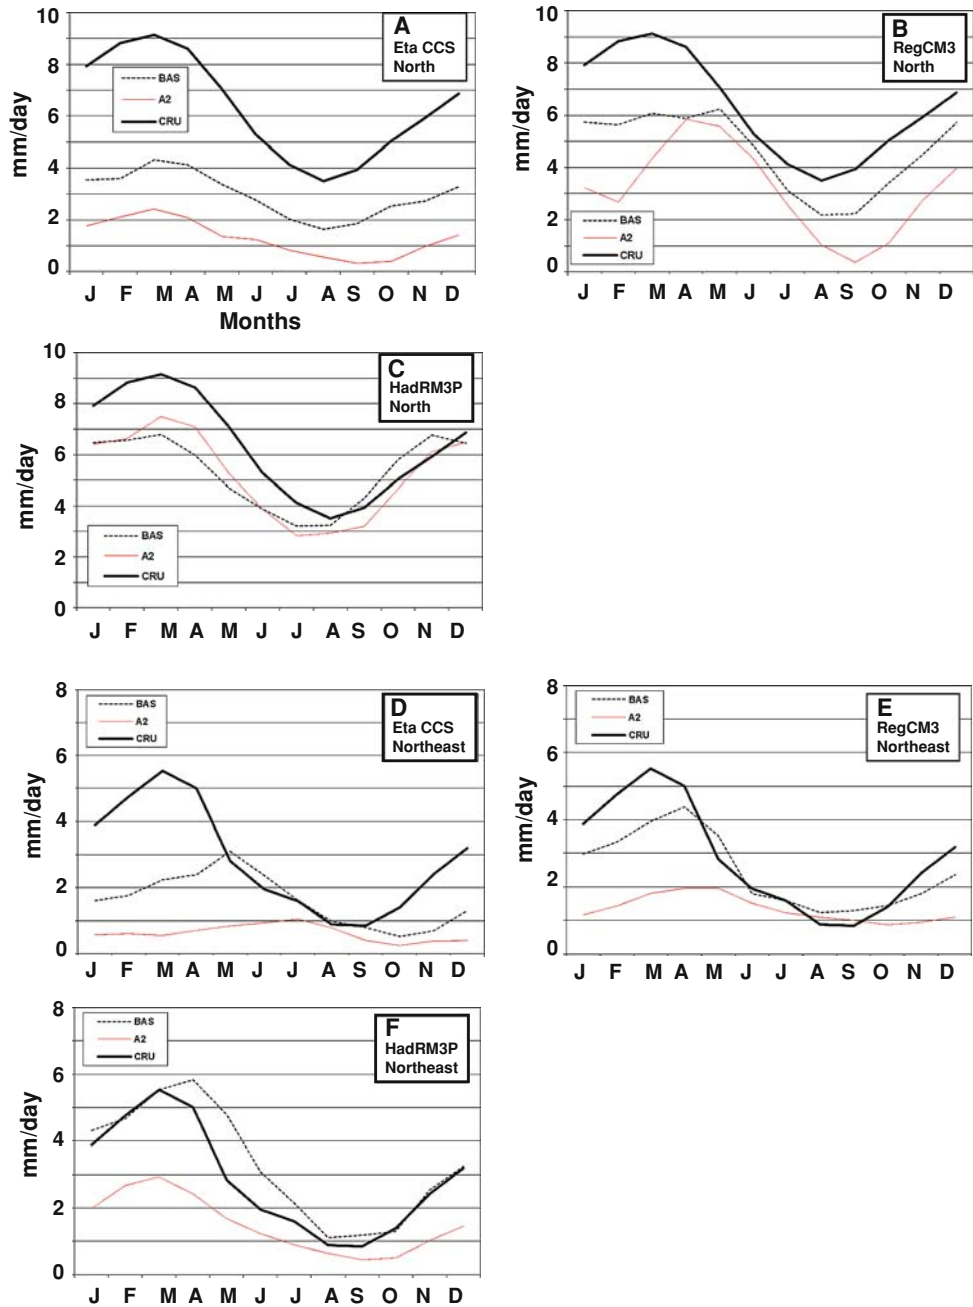 A
Eta CCS
North
mm/day
10
8
6
4
2
0
BAS
A2
CRU
J F M A M J J A S O N D
Months
B
RegCM3
North
mm/day
10
8
6
4
2
0
BAS
A2
CRU
J F M A M J J A S O N D
C
HadRM3P
North
mm/day
10
8
6
4
2
0
BAS
A2
CRU
J F M A M J J A S O N D
D
Eta CCS
Northeast
mm/day
8
6
4
2
0
BAS
A2
CRU
J F M A M J J A S O N D
E
RegCM3
Northeast
mm/day
8
6
4
2
0
BAS
A2
CRU
J F M A M J J A S O N D
F
HadRM3P
Northeast
mm/day
8
6
4
2
0
BAS
A2
CRU
J F M A M J J A S O N D